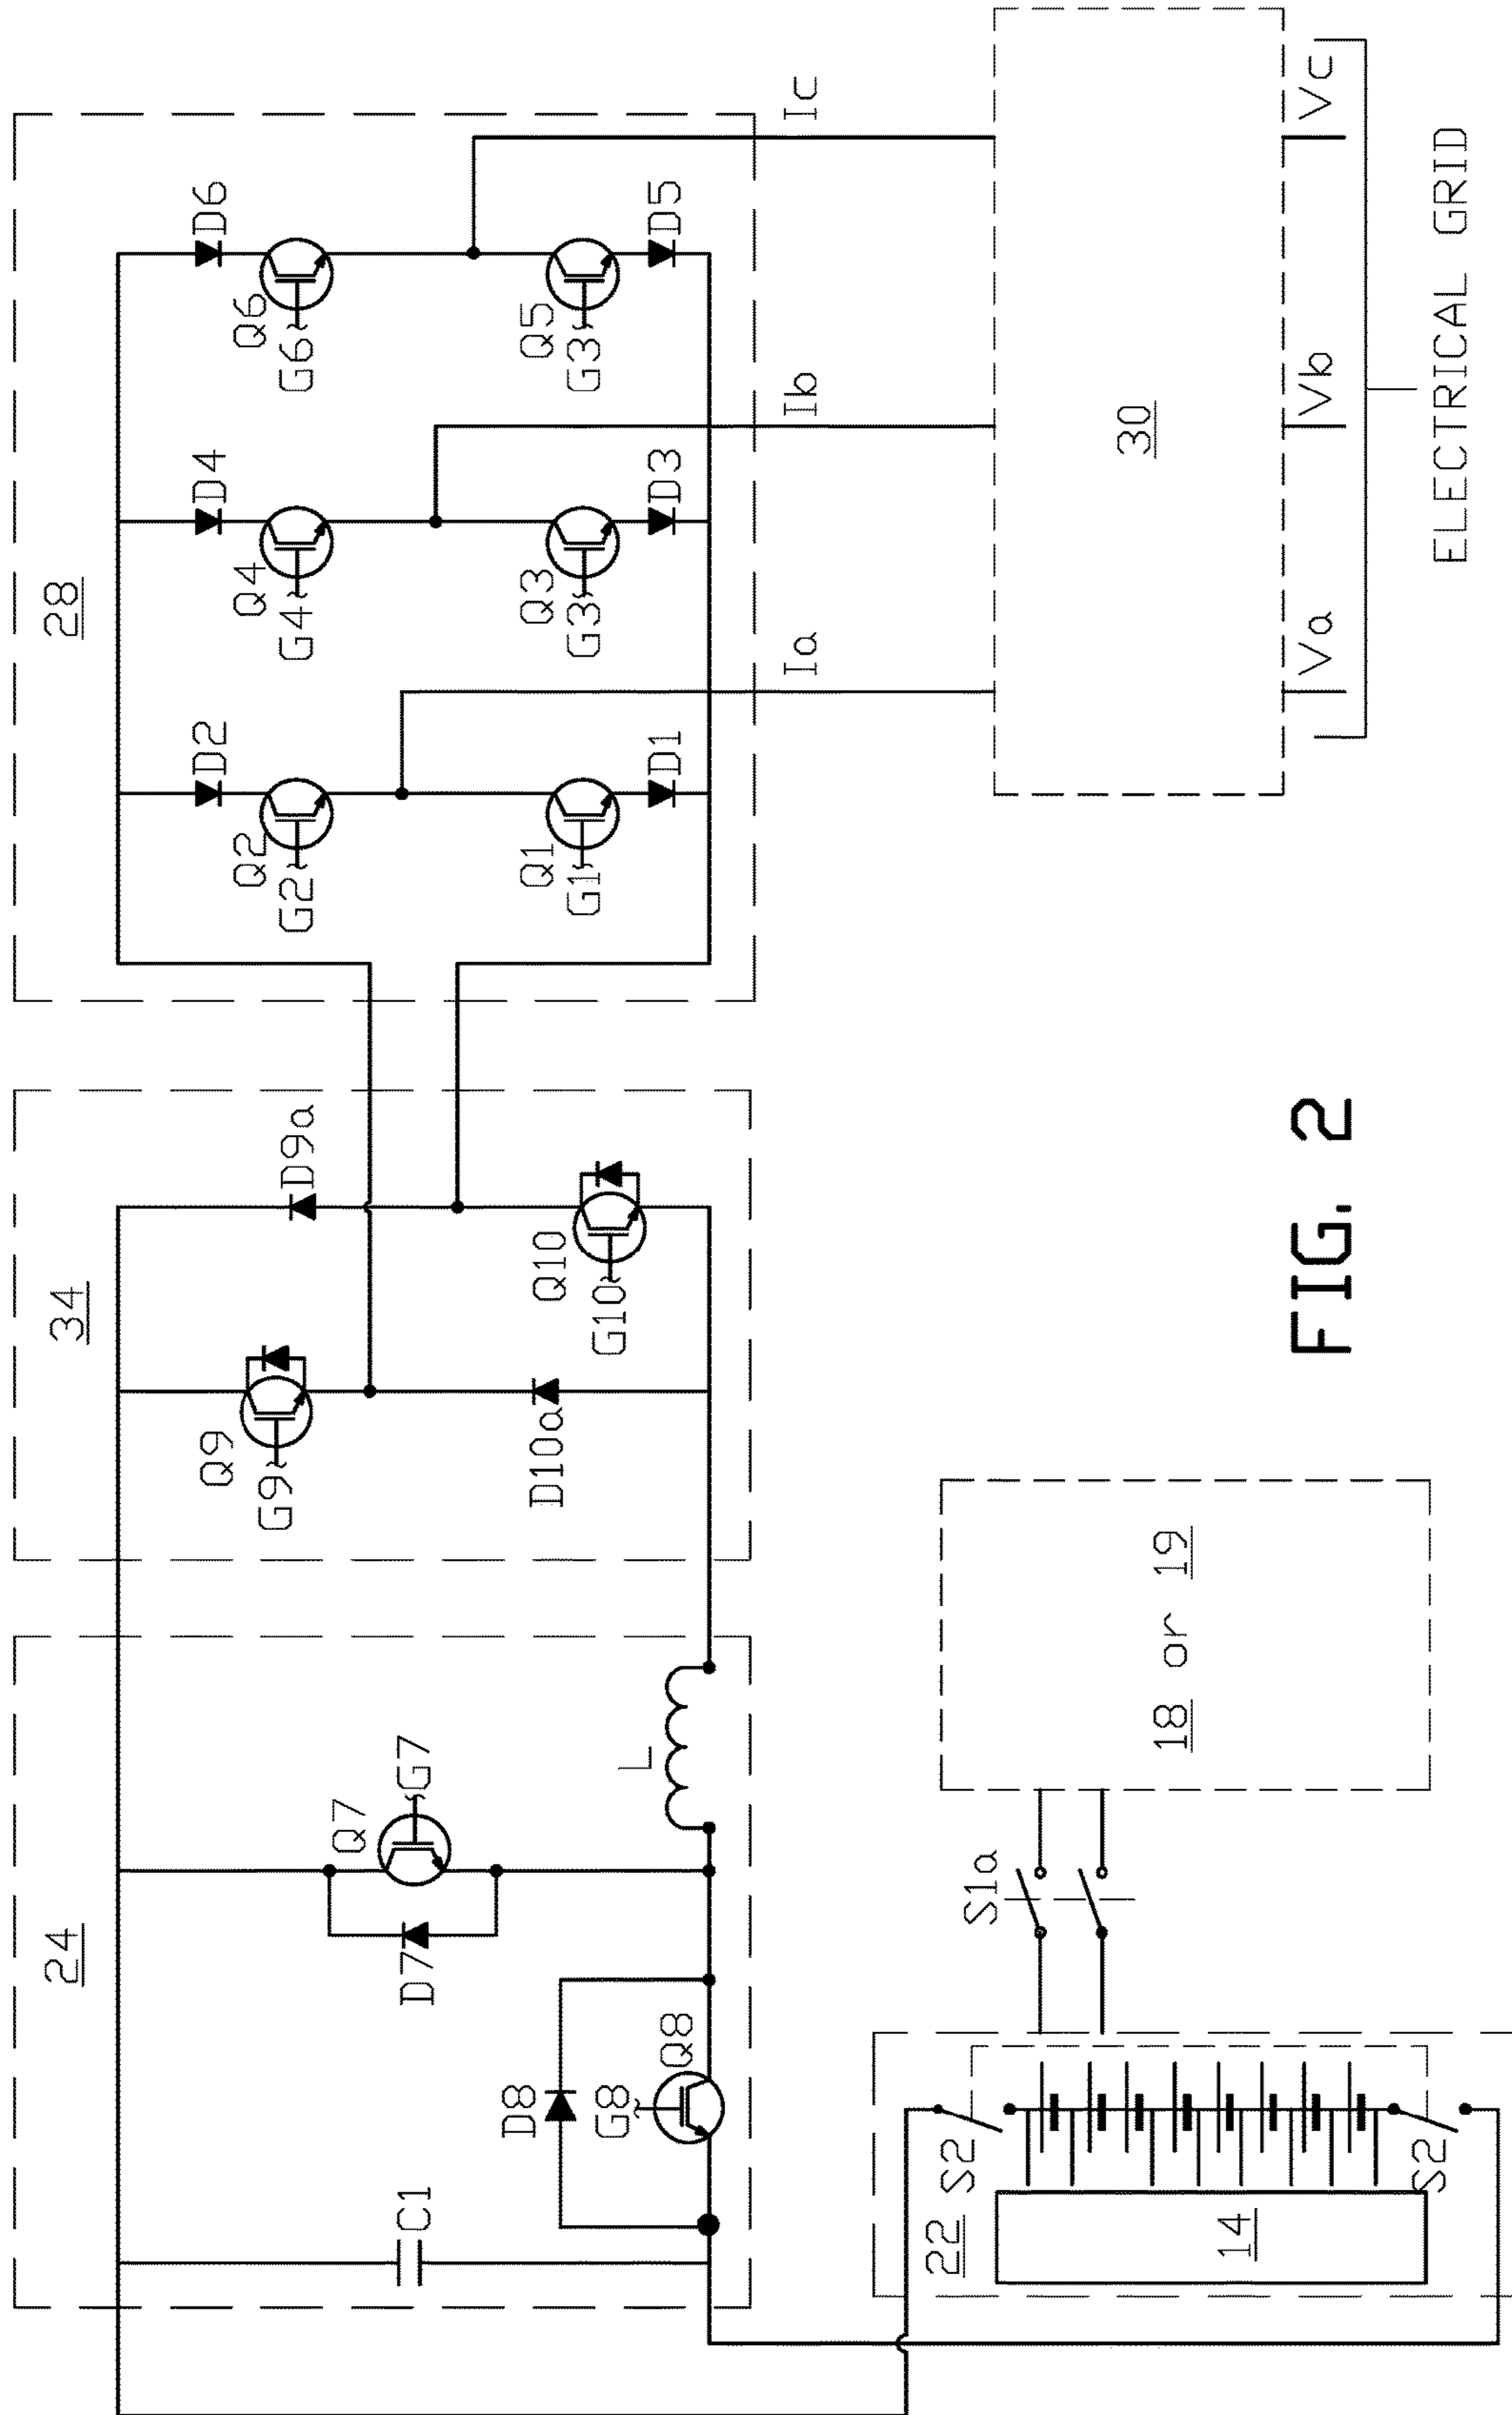 28
D2
D4
D6
Q2
G2
Q4
G4
Q6
G6
Q1
G1
Q3
G3
Q5
G3
D1
D3
D5
Ia
Ib
Ic
30
Va
Vb
Vc
ELECTRICAL GRID
34
D9a
Q9
G9
Q10
G10
D10a
FIG. 2
24
Q7
G7
D7
L
D8
G8
Q8
C1
S1a
18 or 19
22
S2
S2
14